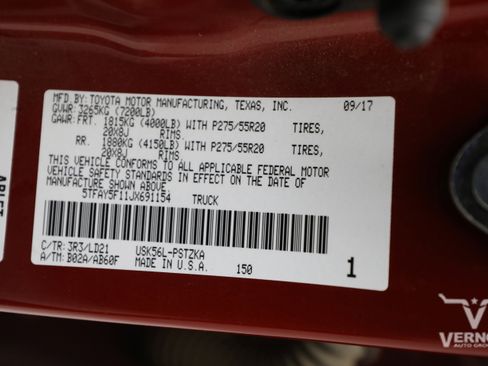 MFD.BY: TOYOTA MOTOR MANUFACTURING, TEXAS, INC. 09/17
GVWR: 3265KG (7200LB)
GAWR: FRT. 1815KG (4000LB) WITH P275/55R20 TIRES,
20X8J RIMS.
RR. 1880KG (4150LB) WITH P275/55R20 TIRES,
20X8J RIMS.
THIS VEHICLE CONFORMS TO ALL APPLICABLE FEDERAL MOTOR
VEHICLE SAFETY STANDARDS IN EFFECT ON THE DATE OF
MANUFACTURE SHOWN ABOVE.
5TFAY5F11JX691154 TRUCK
C/TR: 3R3/LD21 USK56L-PSTZKA
A/TM: B02A/AB60F MADE IN U.S.A. 150 1
AUTO GROUP